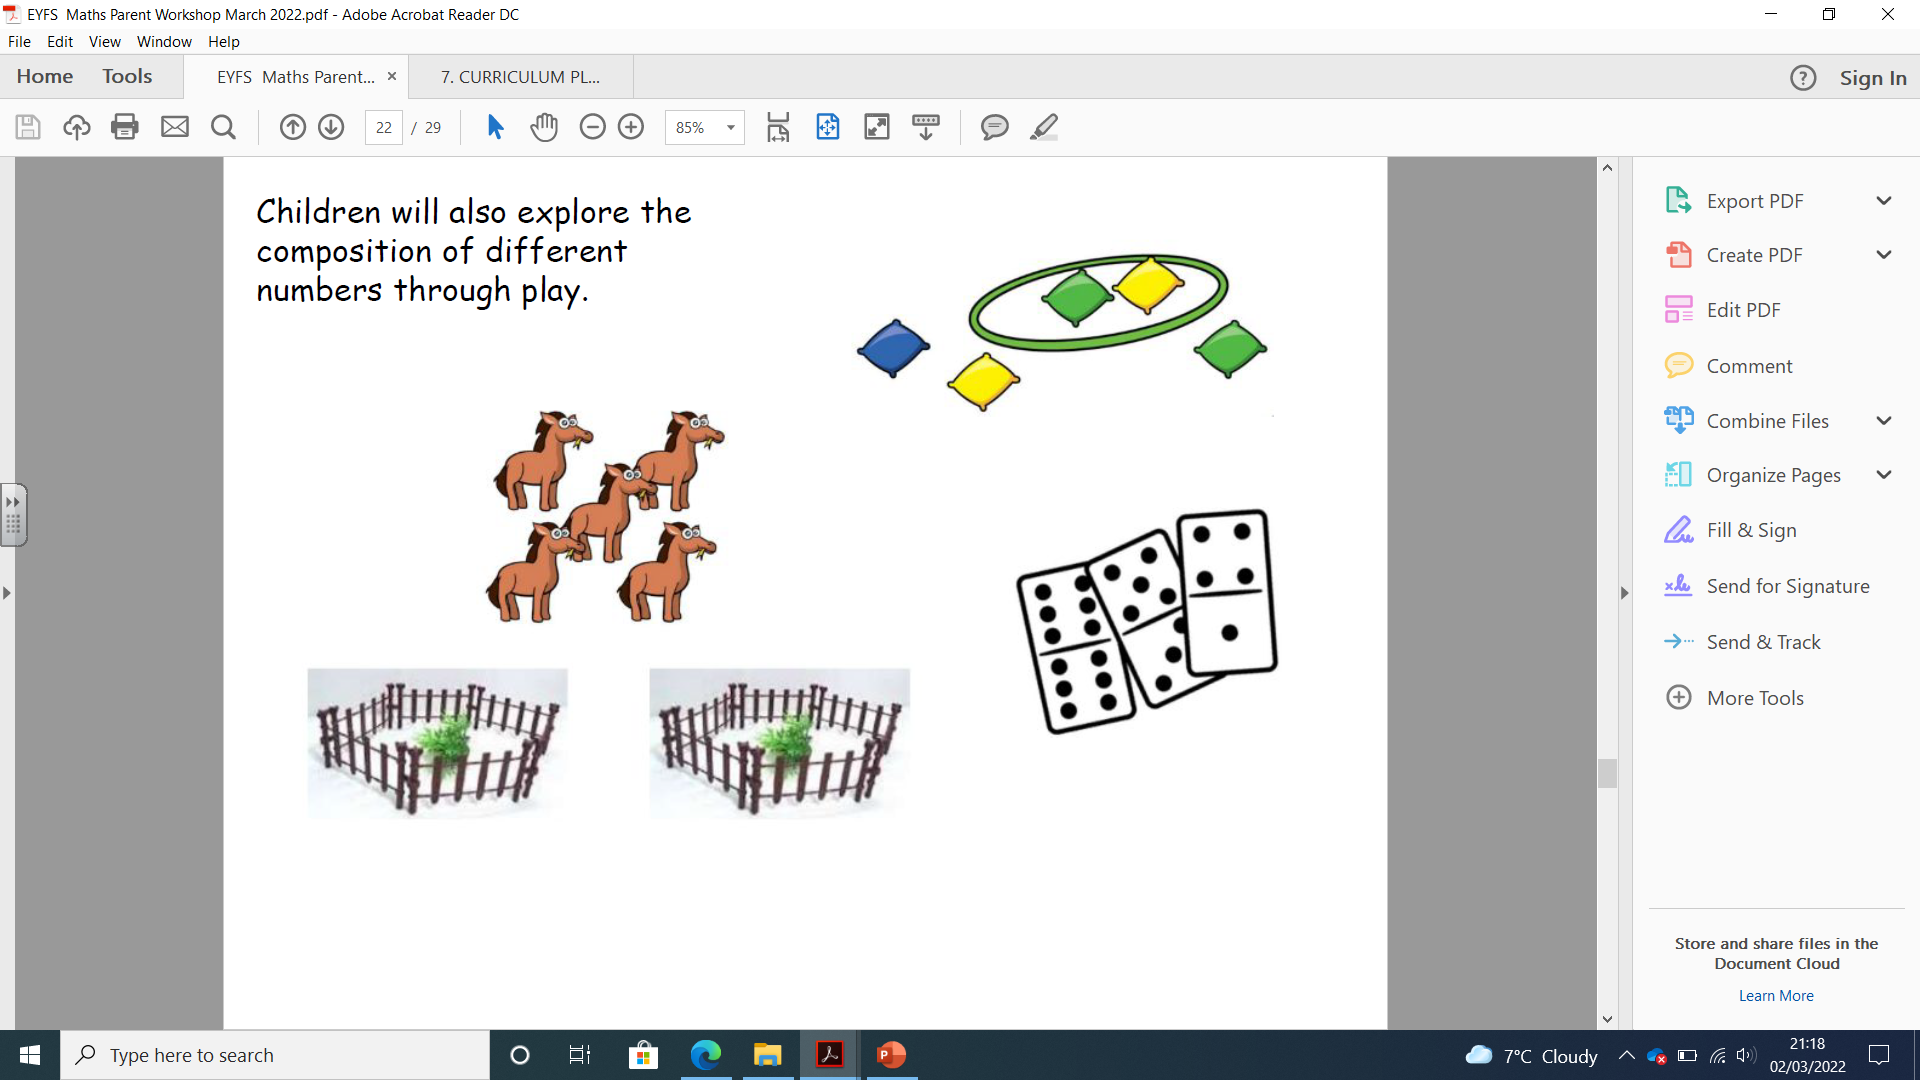 EYFS  Maths Parent Workshop March 2022.pdf - Adobe Acrobat Reader DC
File Edit View Window Help
Home Tools EYFS  Maths Parent... × 7. CURRICULUM PL... ? Sign In
22 / 29 85%
Children will also explore the
composition of different
numbers through play.
Export PDF
Create PDF
Edit PDF
Comment
Combine Files
Organize Pages
Fill & Sign
Send for Signature
Send & Track
More Tools
Store and share files in the
Document Cloud
Learn More
Type here to search
7°C Cloudy
21:18
02/03/2022